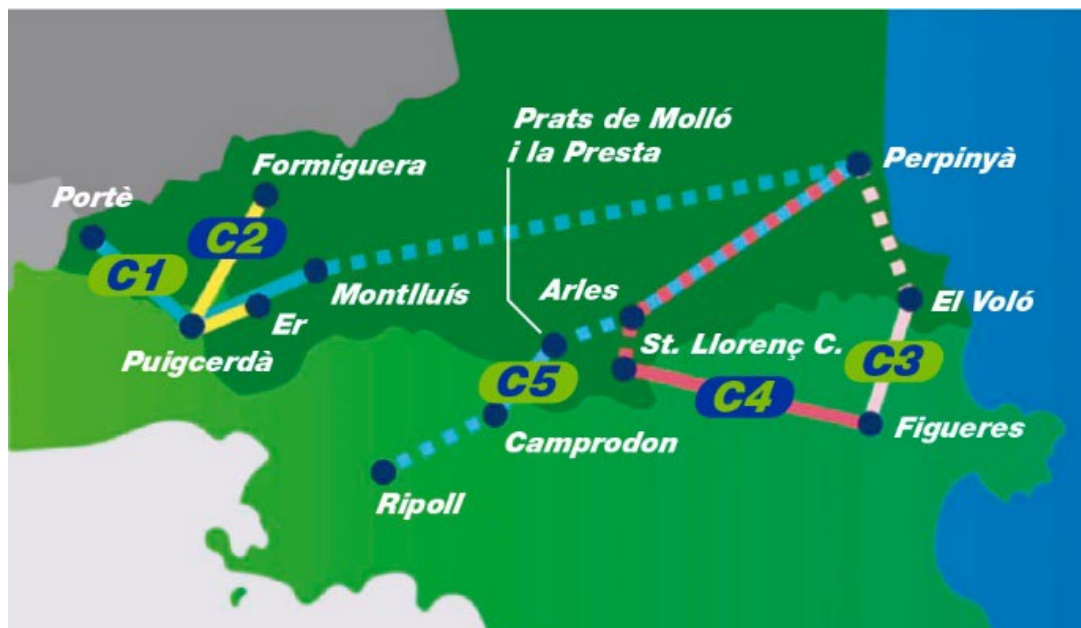 Prats de Molló
i la Presta
Formiguera
Perpinyà
Portè
C2
C1
Montlluís
Arles
El Voló
Er
Puigcerdà
St. Llorenç C.
C3
C5
C4
Camprodon
Figueres
Ripoll